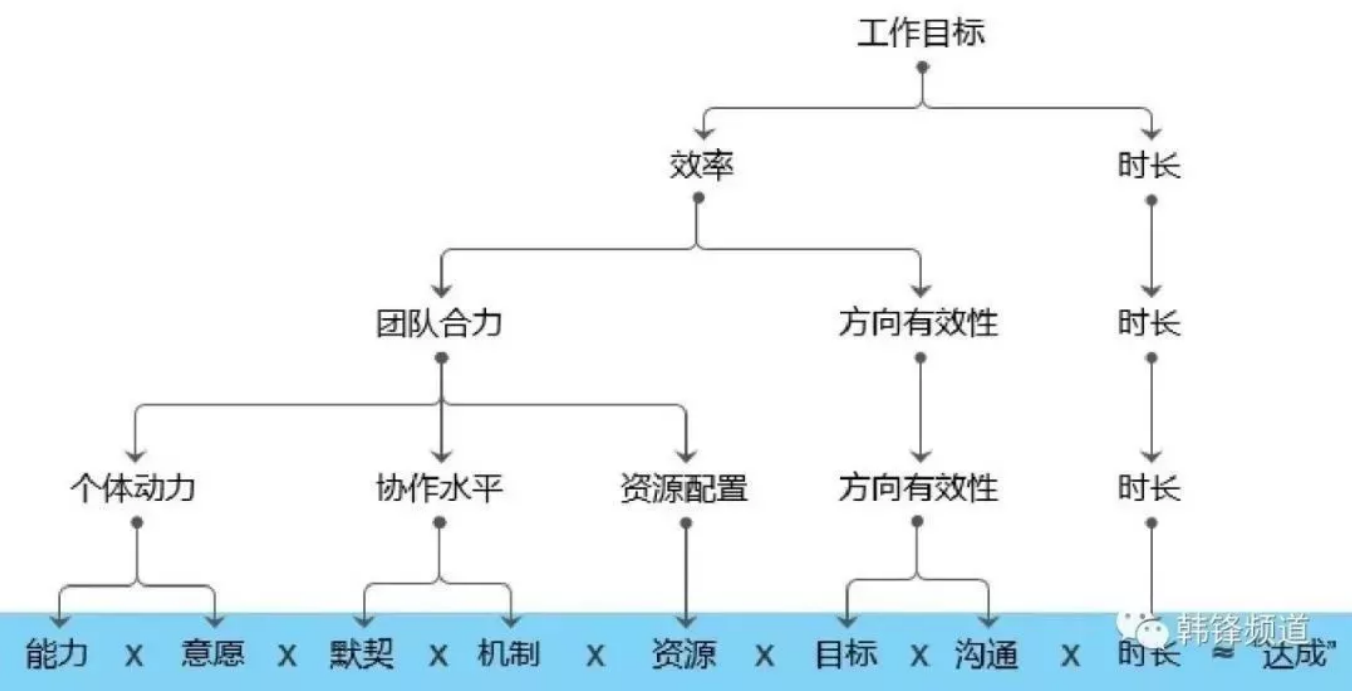 工作目标
效率 时长
团队合力 方向有效性 时长
个体动力 协作水平 资源配置 方向有效性 时长
韩锋频道
能力 x 意愿 x 默契 x 机制 x 资源 x 目标 x 沟通 x 时长 ≈ 达成”